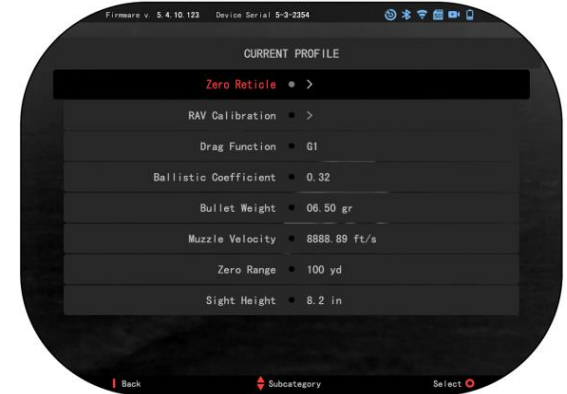 Firmware v. 5.4.10.123 Device Serial 5-3-2354
CURRENT PROFILE
Zero Reticle >
RAV Calibration >
Drag Function G1
Ballistic Coefficient 0.32
Bullet Weight 06.50 gr
Muzzle Velocity 8888.89 ft/s
Zero Range 100 yd
Sight Height 8.2 in
Back Subcategory Select